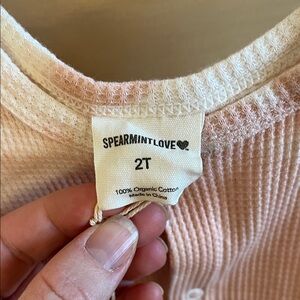 SPEARMINTLOVE
2T
100% Organic Cotton
Made in China